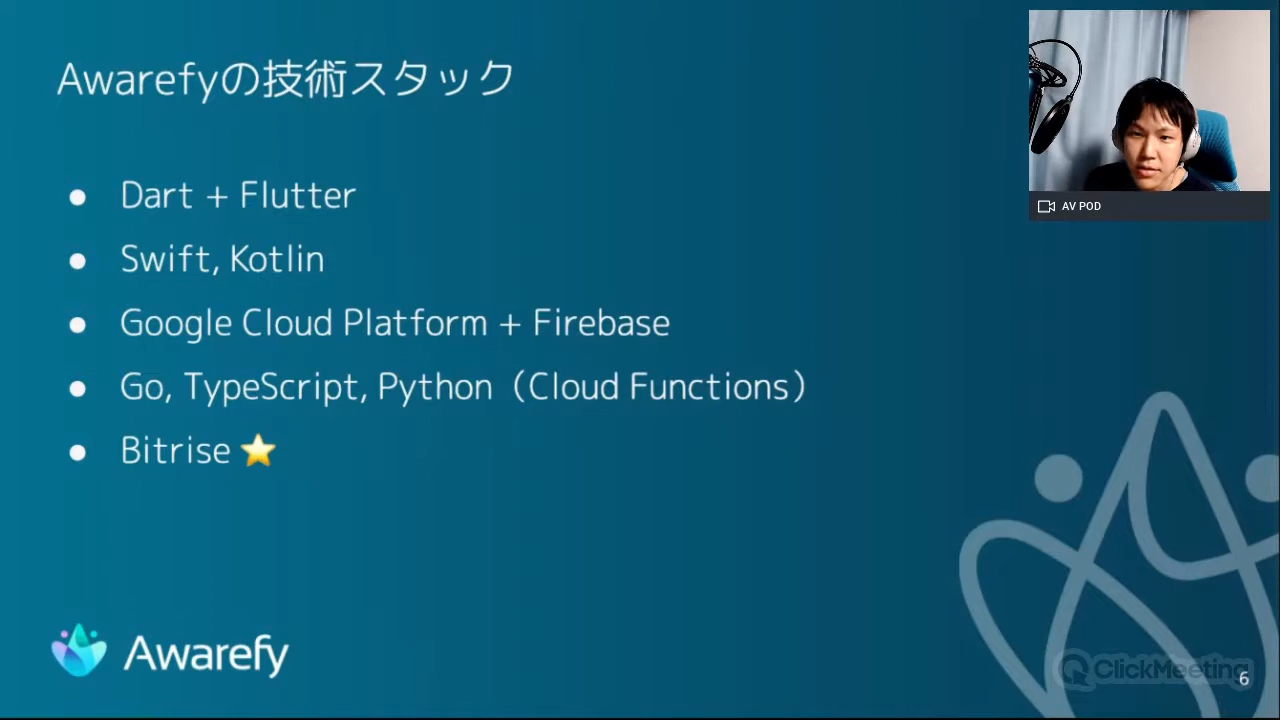 Awarefyの技術スタック
AV POD
● Dart + Flutter
● Swift, Kotlin
● Google Cloud Platform + Firebase
● Go, TypeScript, Python（Cloud Functions）
● Bitrise ⭐
Awarefy
ClickMeeting
6